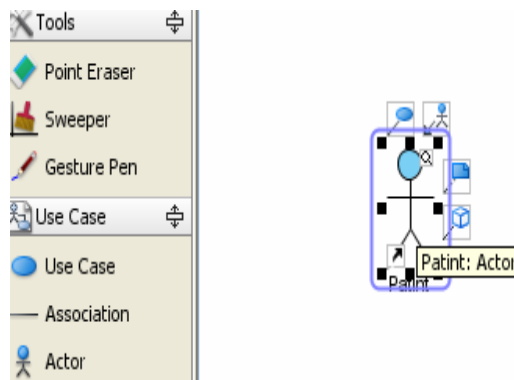 Tools
Point Eraser
Sweeper
Gesture Pen
Use Case
Use Case
Association
Actor
Patint: Actor
Patint